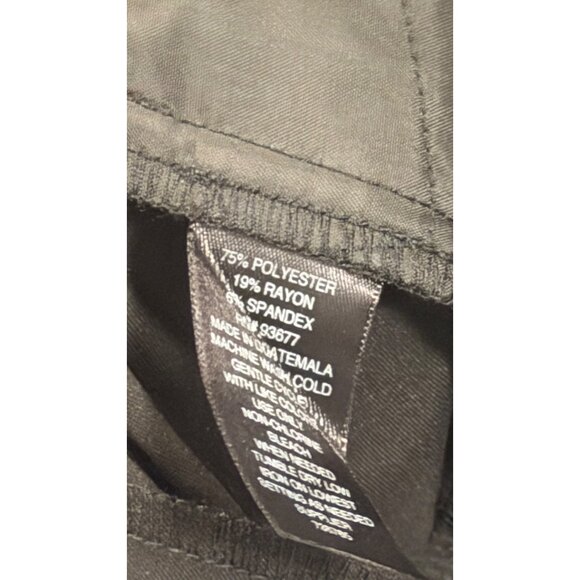 75% POLYESTER
19% RAYON
6% SPANDEX
RN# 93677
MADE IN GUATEMALA
MACHINE WASH COLD
GENTLE CYCLE
WITH LIKE COLORS
USE ONLY
NON-CHLORINE
BLEACH
WHEN NEEDED
TUMBLE DRY LOW
IRON ON LOWEST
SETTING AS NEEDED
SUPPLIER